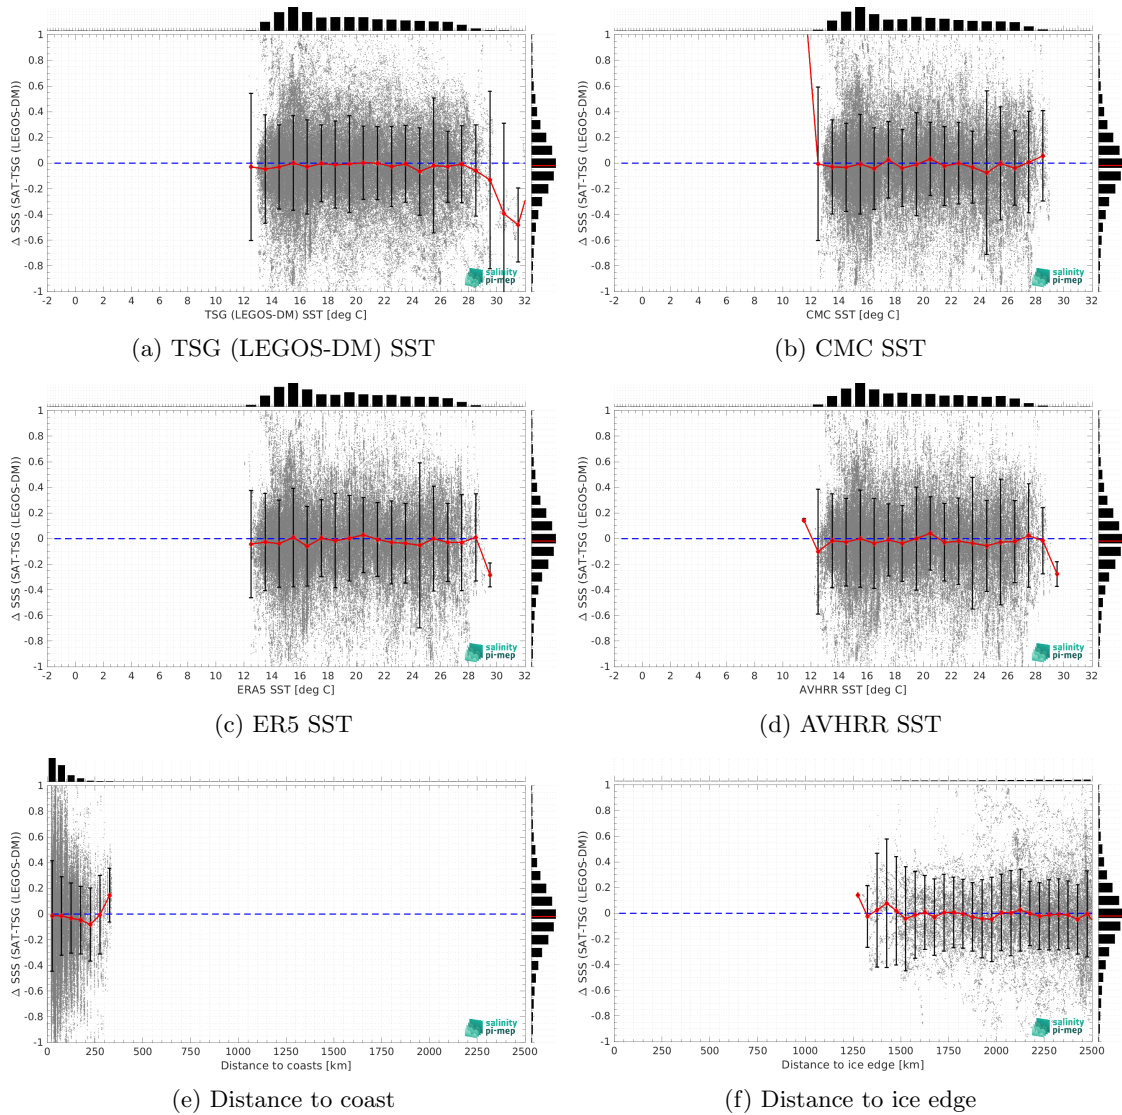 Δ SSS (SAT-TSG (LEGOS-DM))
1
0.8
0.6
0.4
0.2
0
-0.2
-0.4
-0.6
-0.8
-1
salinity
pi-mep
-2 0 2 4 6 8 10 12 14 16 18 20 22 24 26 28 30 32
TSG (LEGOS-DM) SST [deg C]
(a) TSG (LEGOS-DM) SST
Δ SSS (SAT-TSG (LEGOS-DM))
1
0.8
0.6
0.4
0.2
0
-0.2
-0.4
-0.6
-0.8
-1
salinity
pi-mep
-2 0 2 4 6 8 10 12 14 16 18 20 22 24 26 28 30 32
CMC SST [deg C]
(b) CMC SST
Δ SSS (SAT-TSG (LEGOS-DM))
1
0.8
0.6
0.4
0.2
0
-0.2
-0.4
-0.6
-0.8
-1
salinity
pi-mep
-2 0 2 4 6 8 10 12 14 16 18 20 22 24 26 28 30 32
ERA5 SST [deg C]
(c) ER5 SST
Δ SSS (SAT-TSG (LEGOS-DM))
1
0.8
0.6
0.4
0.2
0
-0.2
-0.4
-0.6
-0.8
-1
salinity
pi-mep
-2 0 2 4 6 8 10 12 14 16 18 20 22 24 26 28 30 32
AVHRR SST [deg C]
(d) AVHRR SST
Δ SSS (SAT-TSG (LEGOS-DM))
1
0.8
0.6
0.4
0.2
0
-0.2
-0.4
-0.6
-0.8
-1
salinity
pi-mep
0 250 500 750 1000 1250 1500 1750 2000 2250 2500
Distance to coasts [km]
(e) Distance to coast
Δ SSS (SAT-TSG (LEGOS-DM))
1
0.8
0.6
0.4
0.2
0
-0.2
-0.4
-0.6
-0.8
-1
salinity
pi-mep
0 250 500 750 1000 1250 1500 1750 2000 2250 2500
Distance to ice edge [km]
(f) Distance to ice edge